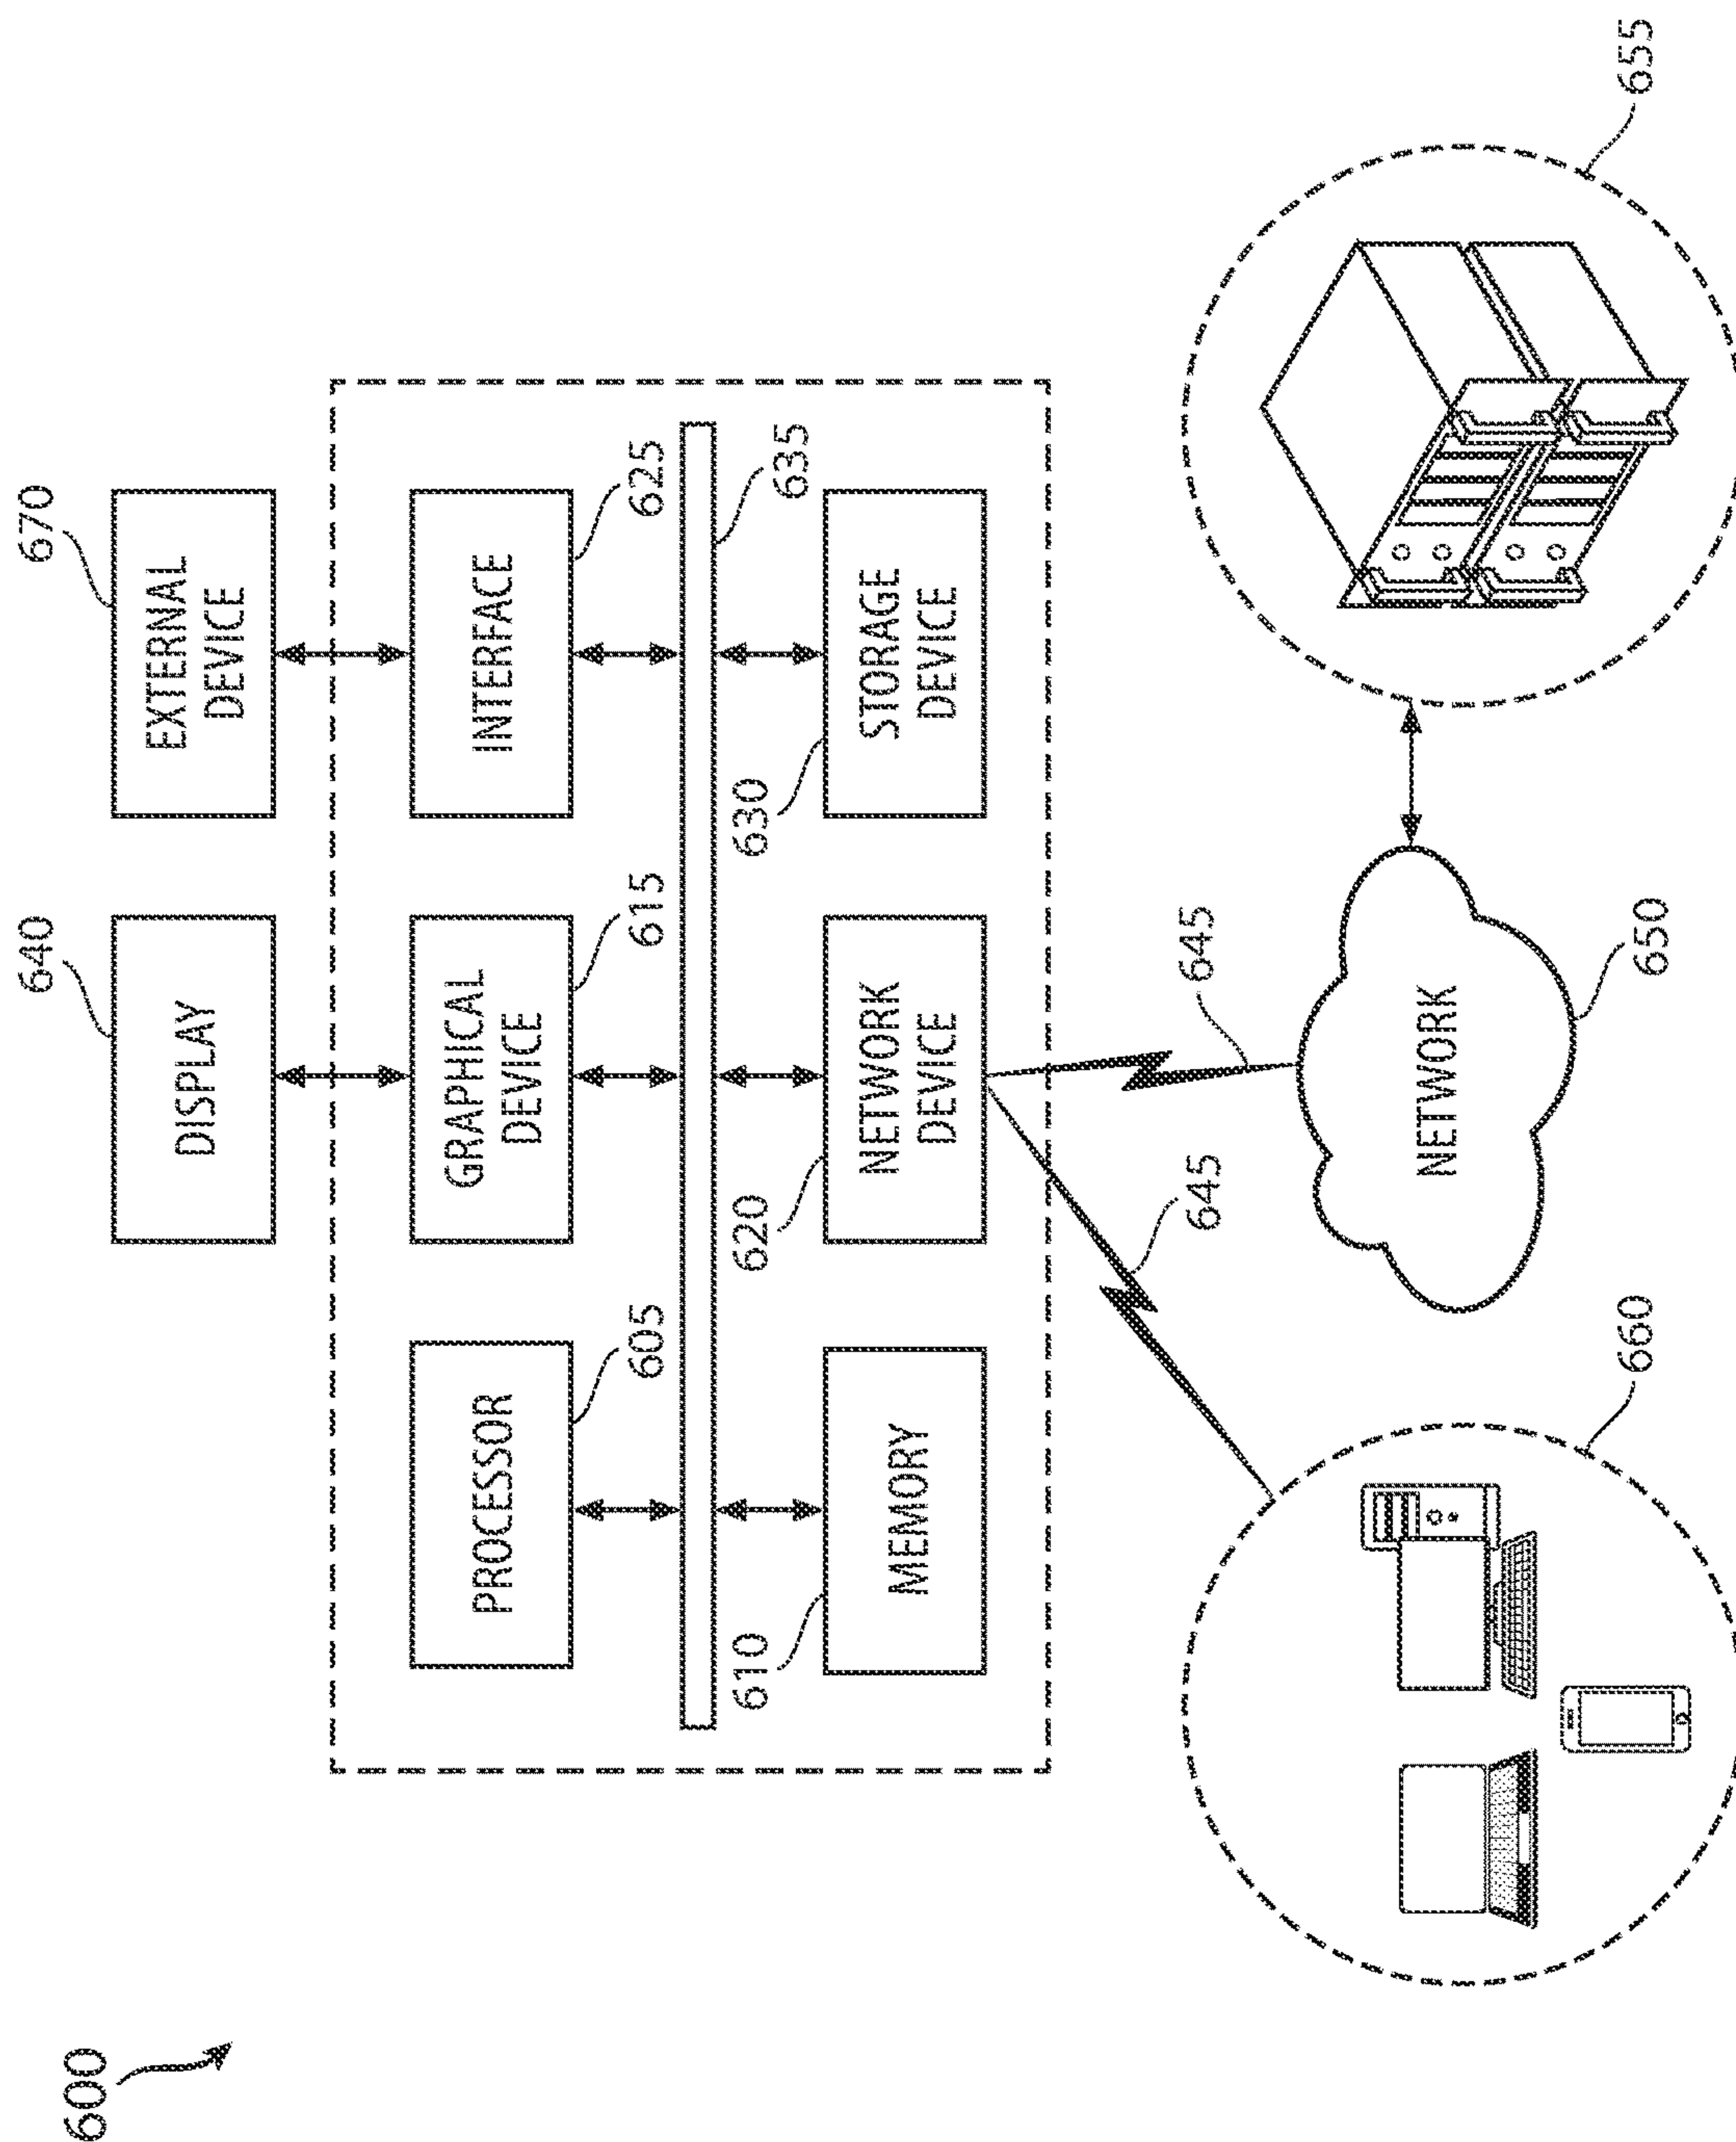 600
640
670
DISPLAY
EXTERNAL
DEVICE
PROCESSOR
605
GRAPHICAL
DEVICE
615
INTERFACE
625
635
610
MEMORY
620
NETWORK
DEVICE
630
STORAGE
DEVICE
645
645
660
NETWORK
650
655